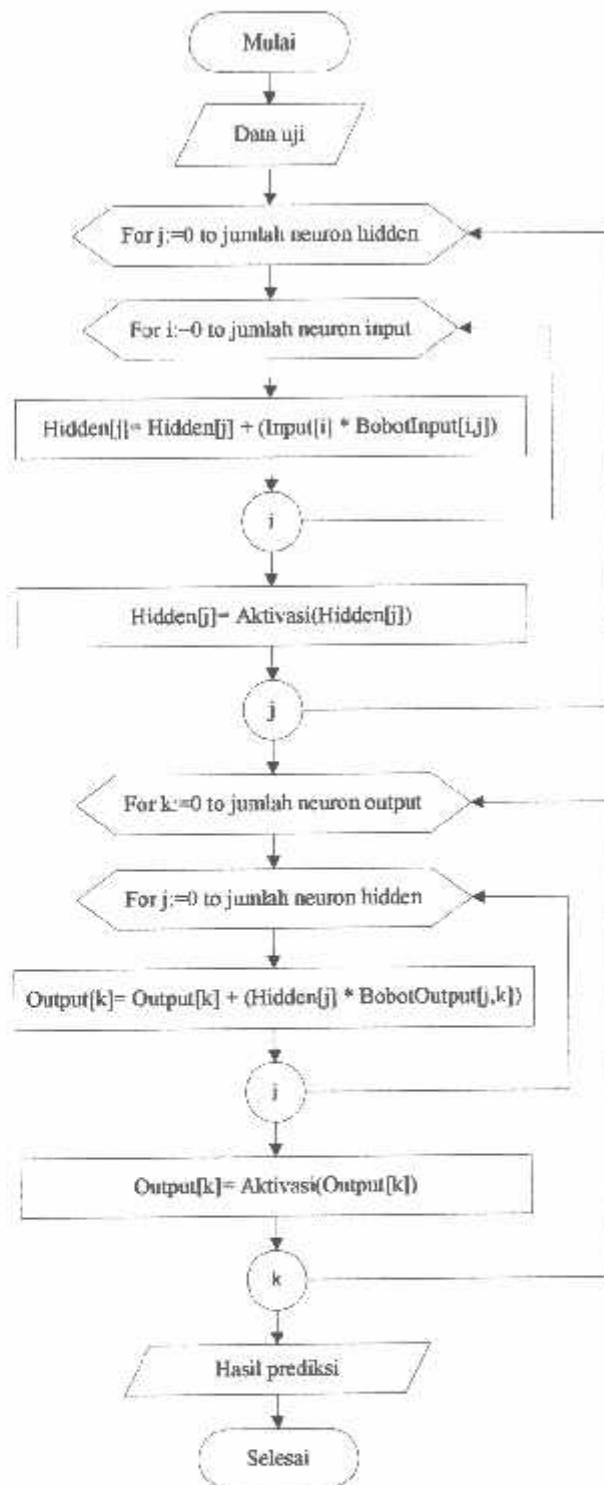 Mulai
Data uji
For j:=0 to jumlah neuron hidden
For i:=0 to jumlah neuron input
Hidden[j]= Hidden[j] + (Input[i] * BobotInput[i,j])
i
Hidden[j]= Aktivasi(Hidden[j])
j
For k:=0 to jumlah neuron output
For j:=0 to jumlah neuron hidden
Output[k]= Output[k] + (Hidden[j] * BobotOutput[j,k])
j
Output[k]= Aktivasi(Output[k])
k
Hasil prediksi
Selesai